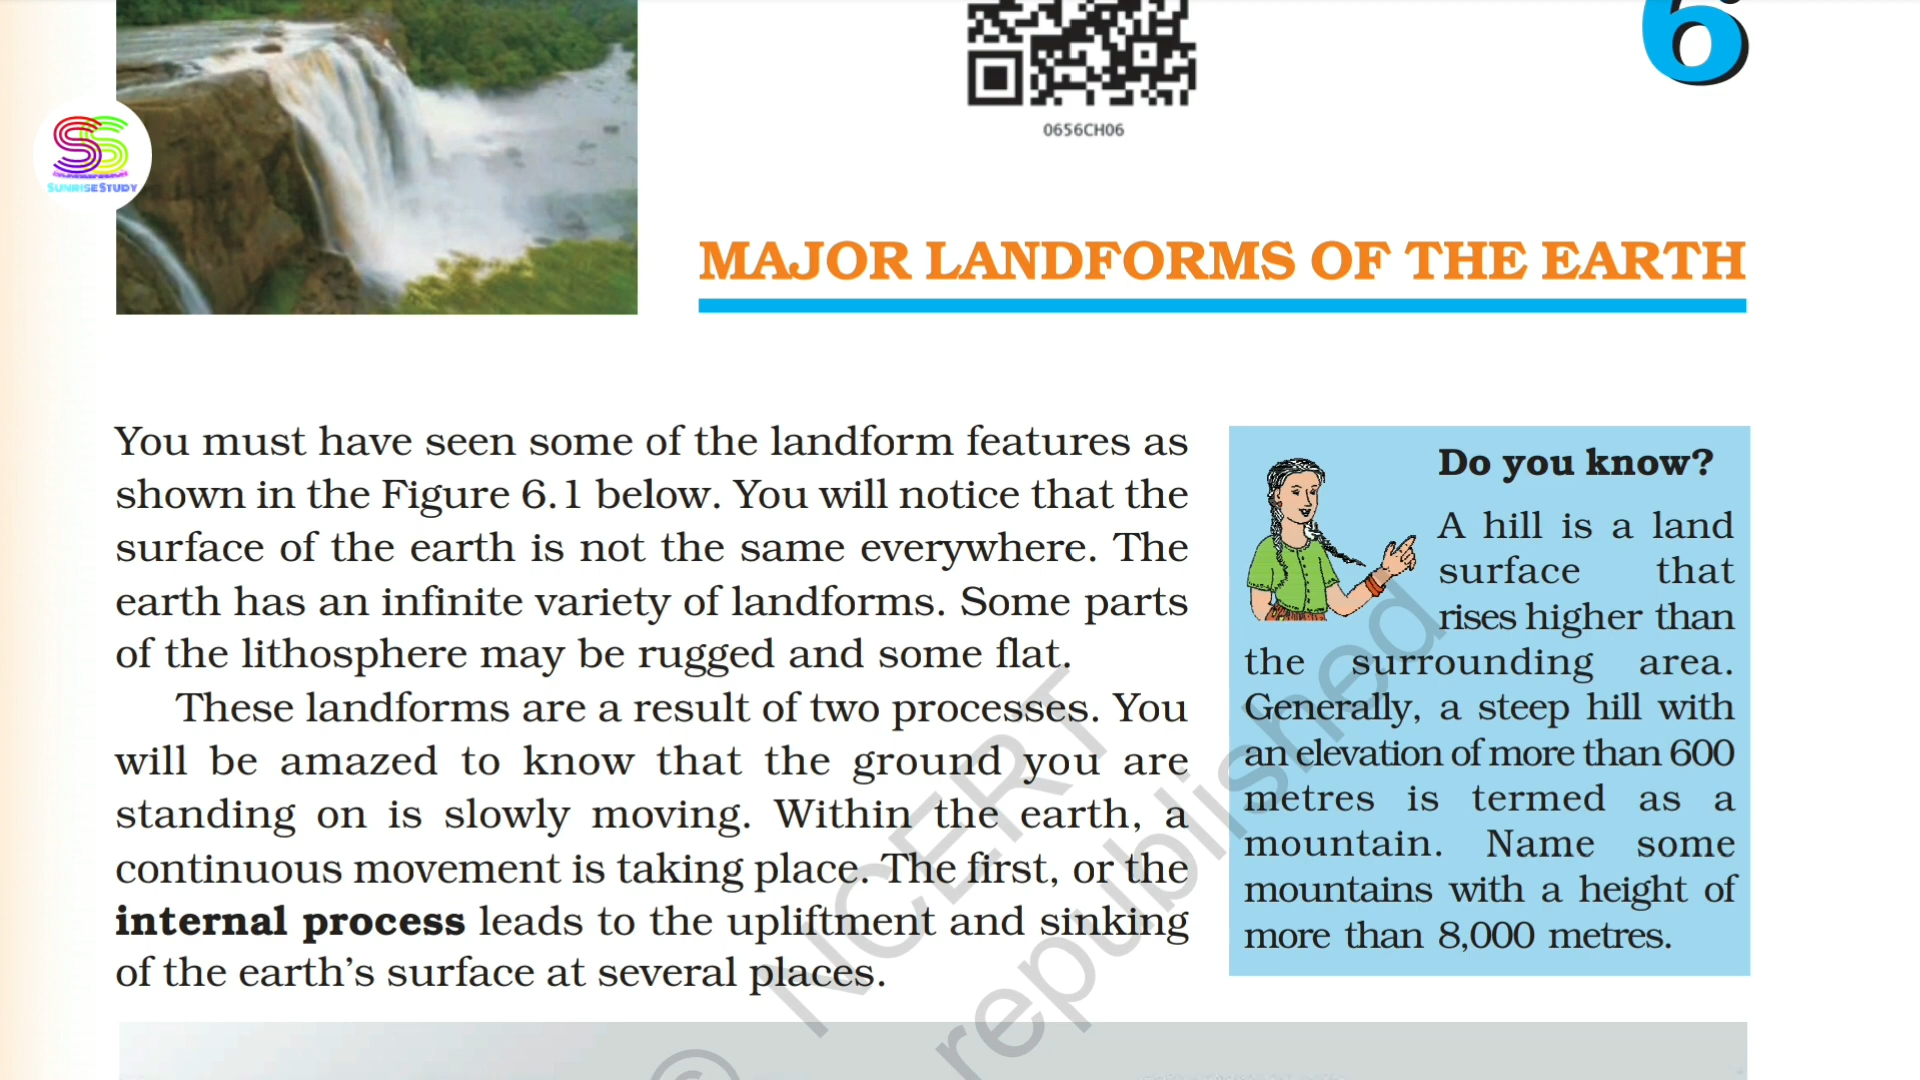 6
SS
SUNRISE STUDY
0656CH06
MAJOR LANDFORMS OF THE EARTH
You must have seen some of the landform features as
shown in the Figure 6.1 below. You will notice that the
surface of the earth is not the same everywhere. The
earth has an infinite variety of landforms. Some parts
of the lithosphere may be rugged and some flat.
These landforms are a result of two processes. You
will be amazed to know that the ground you are
standing on is slowly moving. Within the earth, a
continuous movement is taking place. The first, or the
internal process leads to the upliftment and sinking
of the earth's surface at several places.
Do you know?
A hill is a land
surface that
rises higher than
the surrounding area.
Generally, a steep hill with
an elevation of more than 600
metres is termed as a
mountain. Name some
mountains with a height of
more than 8,000 metres.
© NCERT
republished